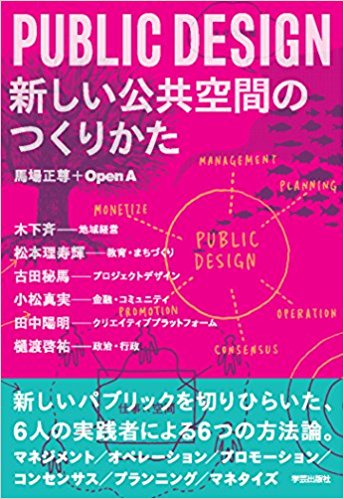 PUBLIC DESIGN
新しい公共空間の
つくりかた
馬場正尊+Open A
MANAGEMENT
PLANNING
MONETIZE
PUBLIC
DESIGN
PROMOTION
OPERATION
CONSENSUS
木下斉──地域経営
松本理寿輝──教育・まちづくり
古田秘馬──プロジェクトデザイン
小松真実──金融・コミュニティ
田中陽明──クリエイティブプラットフォーム
樋渡啓祐──政治・行政
仕事の空間
新しいパブリックを切りひらいた、
6人の実践者による6つの方法論。
マネジメント/オペレーション/プロモーション/
コンセンサス/プランニング/マネタイズ
学芸出版社